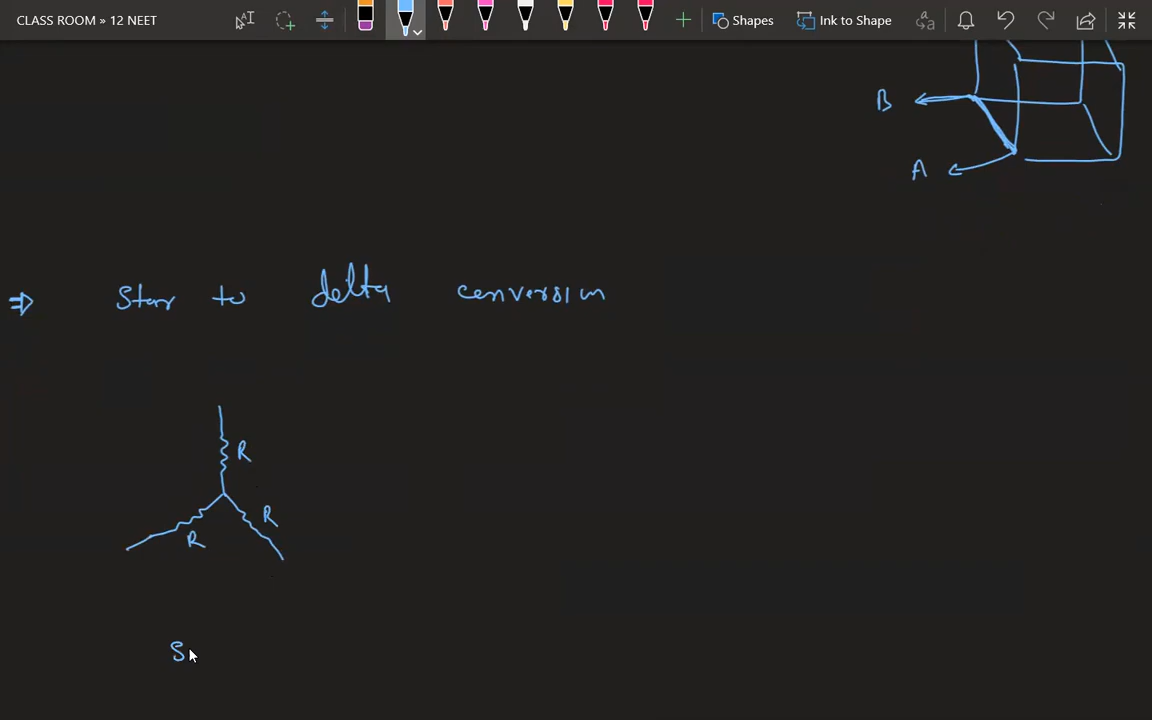 CLASS ROOM » 12 NEET
Shapes
Ink to Shape
B
A
⇒ Star to delta conversion
R
R
R
S